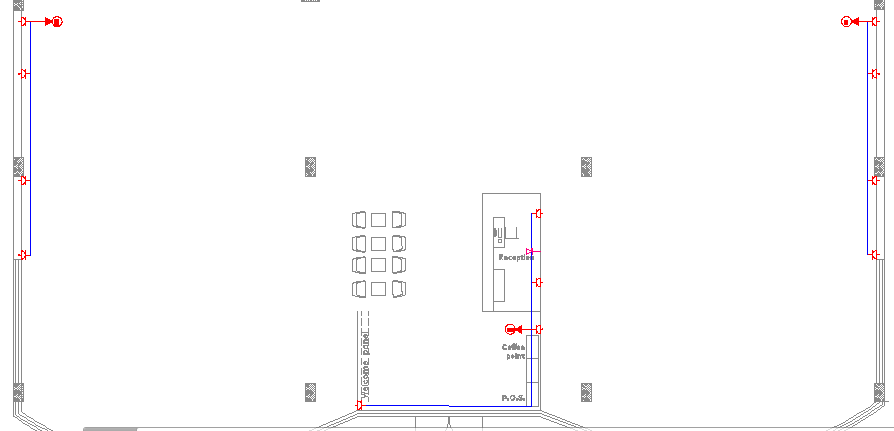 Reception
Coffee
point
Welcome panel
P.O.S.